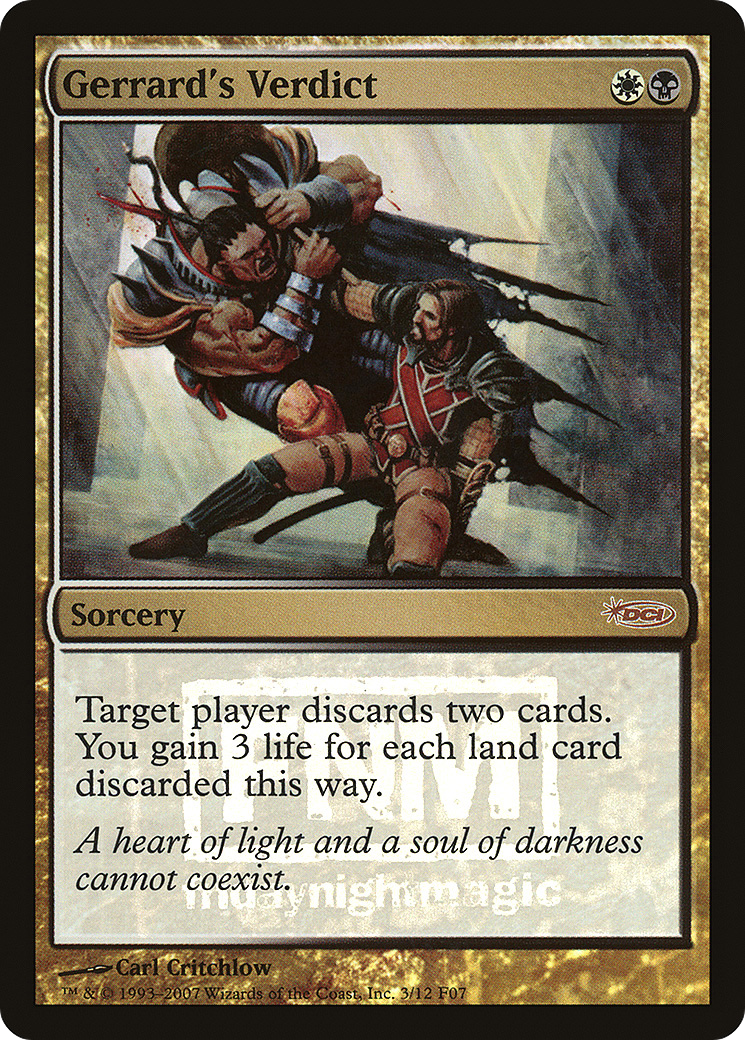 Gerrard's Verdict
Sorcery
DCI
Target player discards two cards.
You gain 3 life for each land card
discarded this way.
FNM
A heart of light and a soul of darkness
cannot coexist.
fridaynightmagic
Carl Critchlow
™ & © 1993–2007 Wizards of the Coast, Inc. 3/12 F07